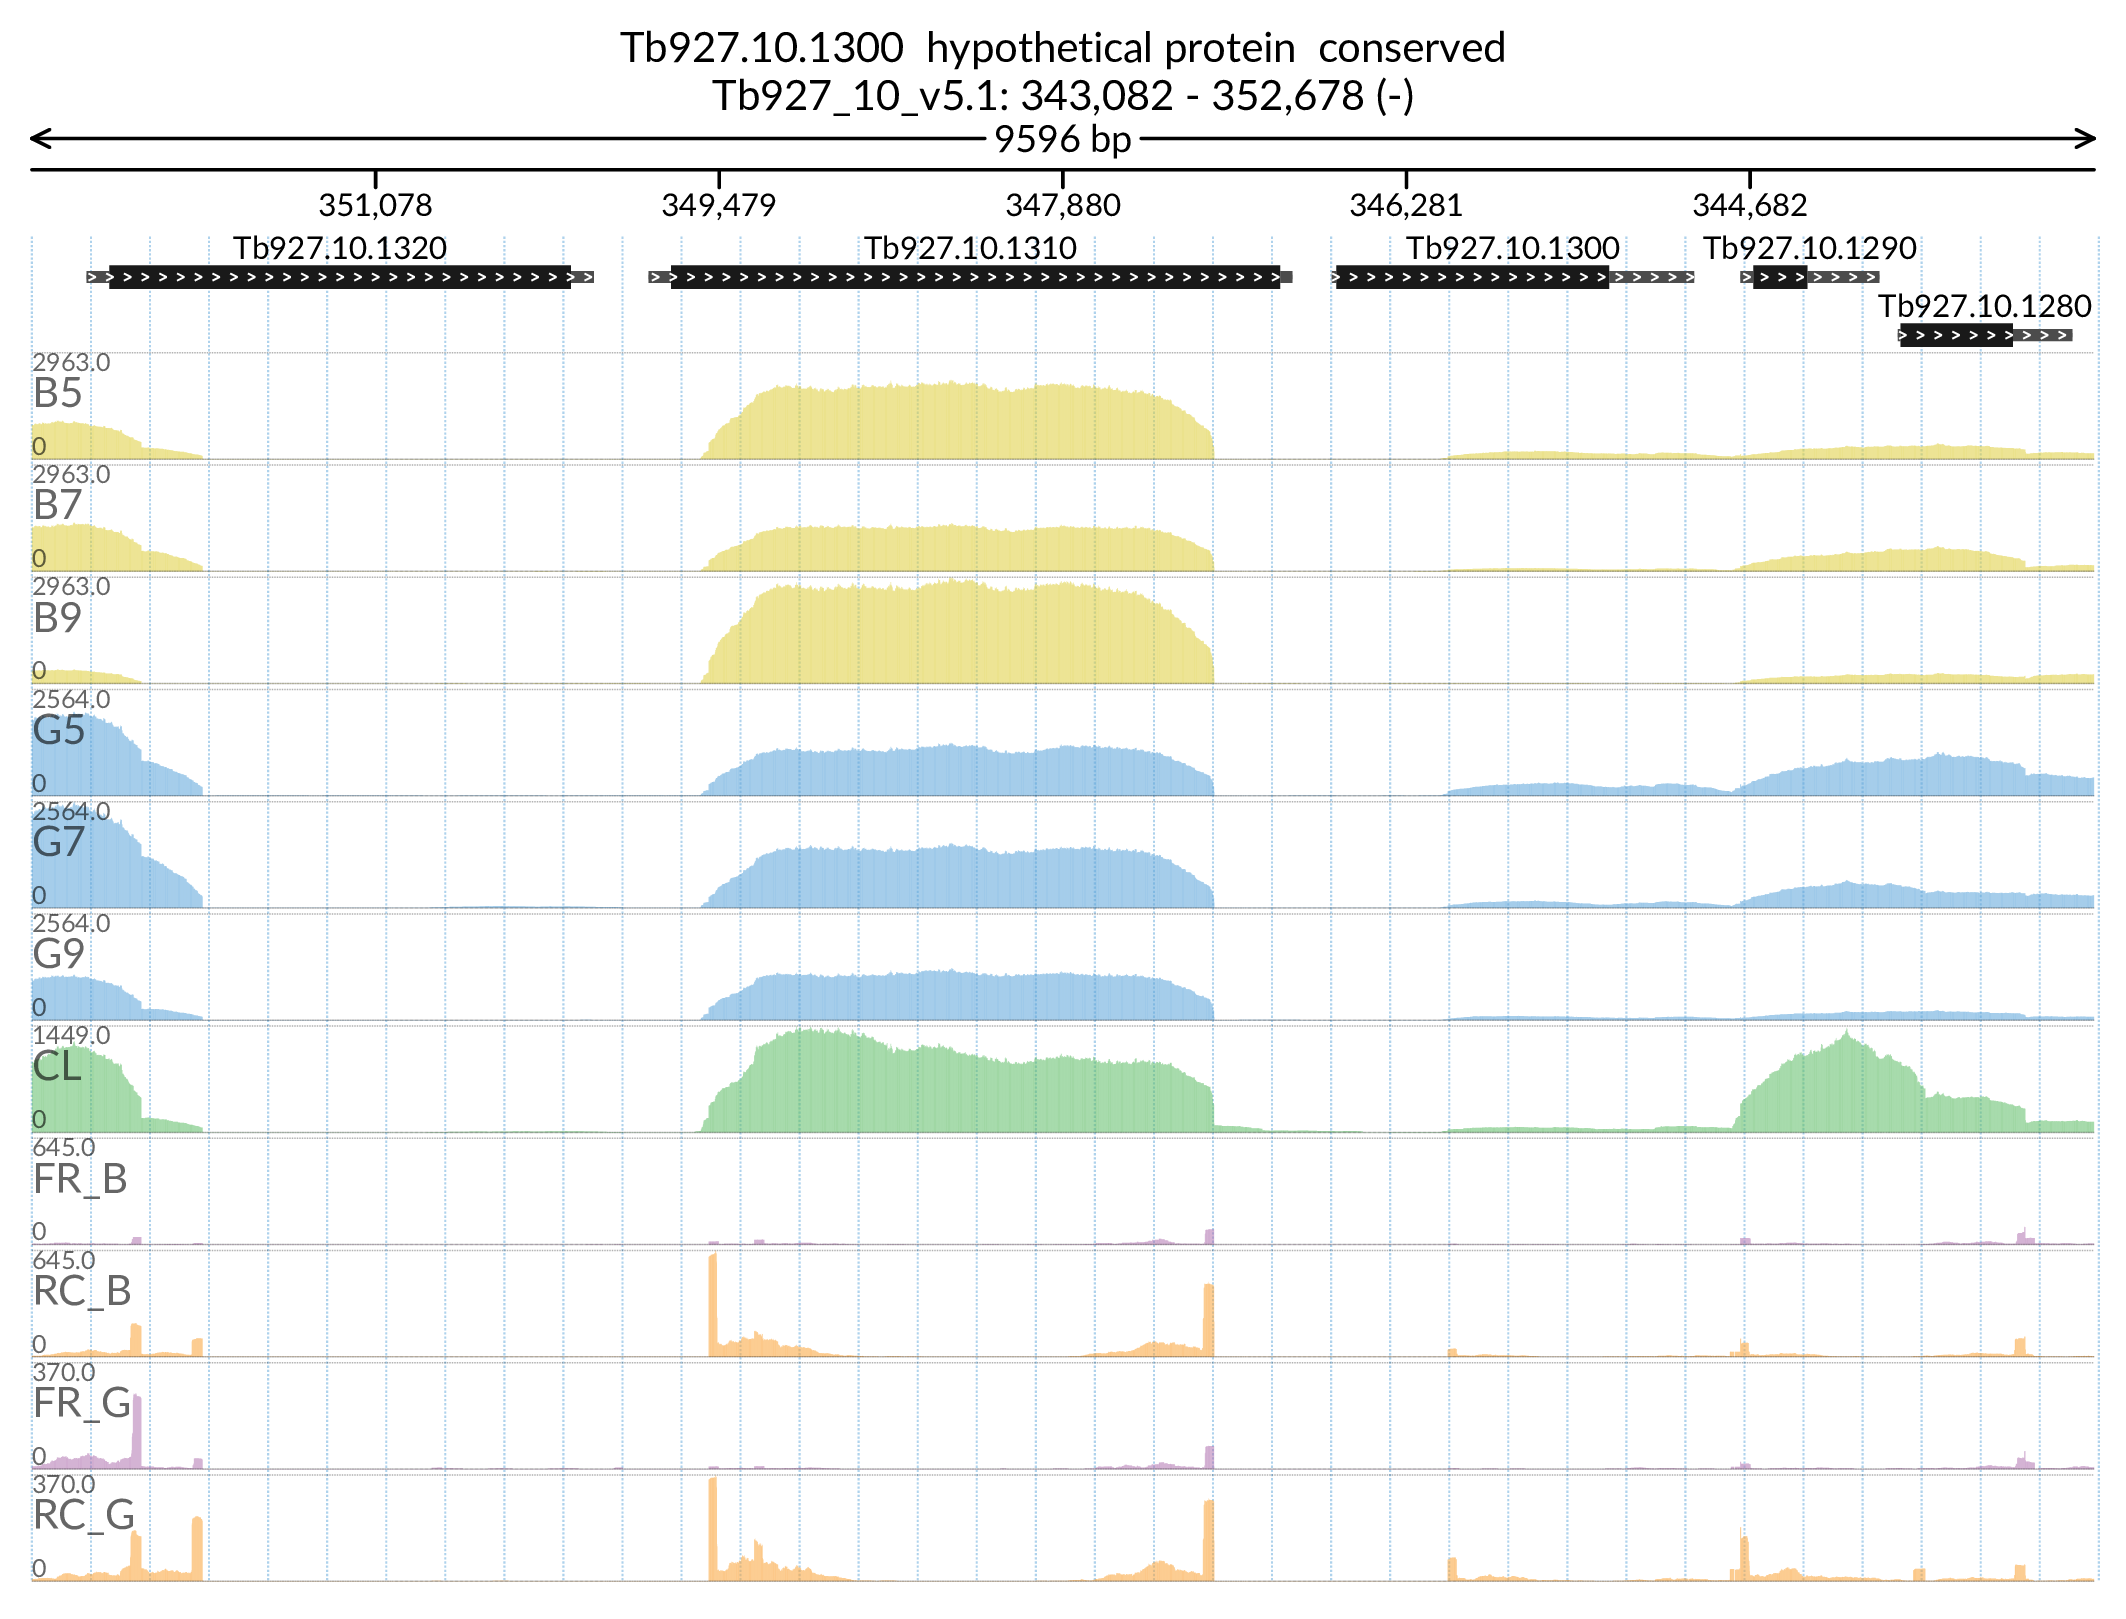 Tb927.10.1300  hypothetical protein  conserved
Tb927_10_v5.1: 343,082 - 352,678 (-)
9596 bp
351,078 349,479 347,880 346,281 344,682
Tb927.10.1320 Tb927.10.1310 Tb927.10.1300 Tb927.10.1290
Tb927.10.1280
2963.0
B5
0
2963.0
B7
0
2963.0
B9
0
2564.0
G5
0
2564.0
G7
0
2564.0
G9
0
1449.0
CL
0
645.0
FR_B
0
645.0
RC_B
0
370.0
FR_G
0
370.0
RC_G
0